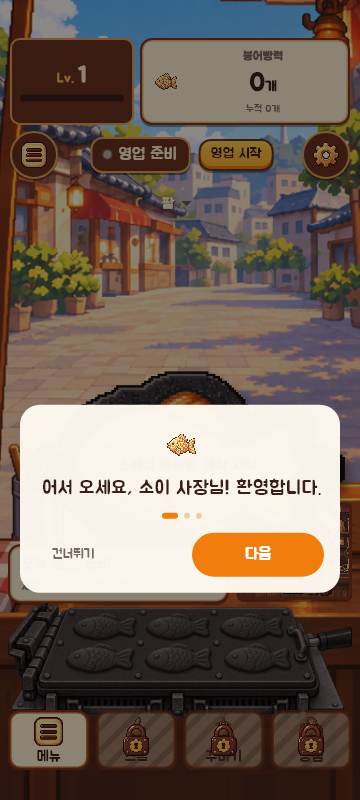 Lv.1
붕어빵력
0개
누적 0개
영업 준비
영업 시작
팥
어서 오세요, 소이 사장님! 환영합니다.
건너뛰기
다음
메뉴